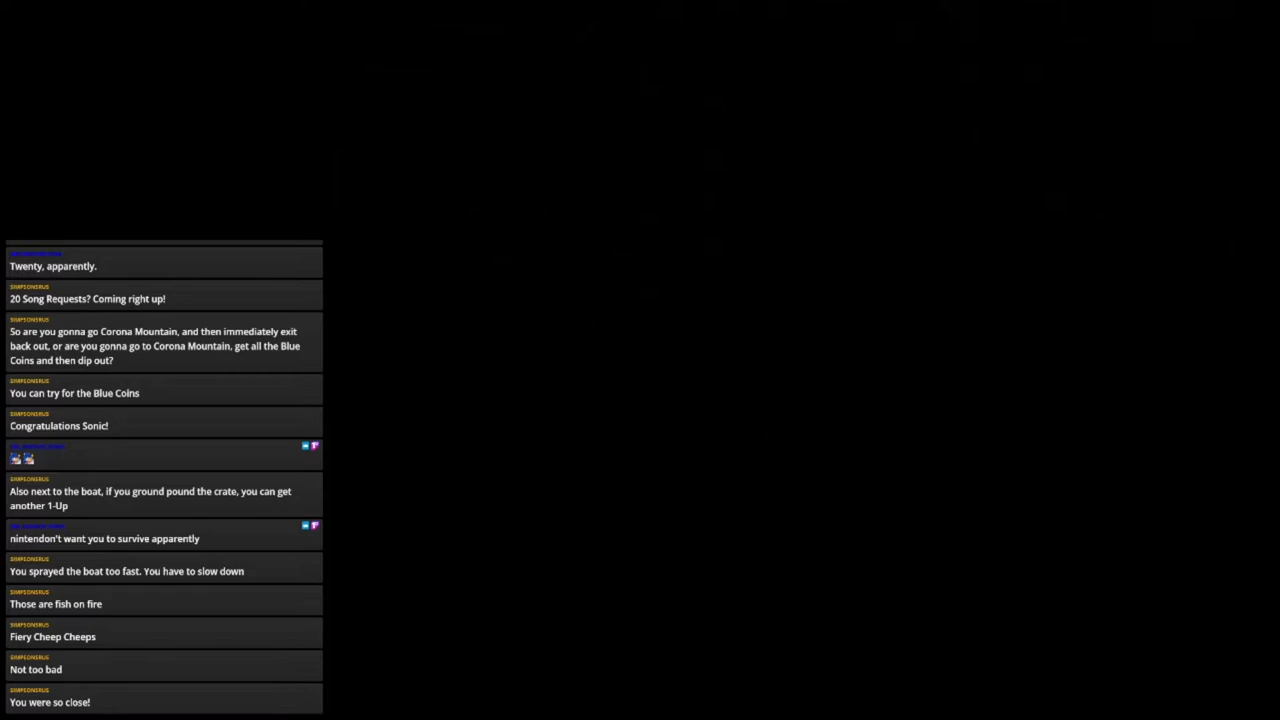 Twenty, apparently.
SIMPSONSRUS
20 Song Requests? Coming right up!
SIMPSONSRUS
So are you gonna go Corona Mountain, and then immediately exit
back out, or are you gonna go to Corona Mountain, get all the Blue
Coins and then dip out?
SIMPSONSRUS
You can try for the Blue Coins
SIMPSONSRUS
Congratulations Sonic!
SIMPSONSRUS
Also next to the boat, if you ground pound the crate, you can get
another 1-Up
nintendon't want you to survive apparently
SIMPSONSRUS
You sprayed the boat too fast. You have to slow down
SIMPSONSRUS
Those are fish on fire
SIMPSONSRUS
Fiery Cheep Cheeps
SIMPSONSRUS
Not too bad
SIMPSONSRUS
You were so close!